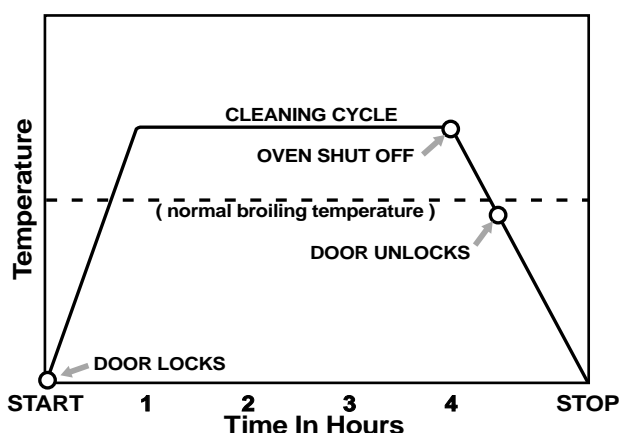 CLEANING CYCLE
OVEN SHUT OFF
( normal broiling temperature )
DOOR UNLOCKS
DOOR LOCKS
Temperature
START 1 2 3 4 STOP
Time In Hours